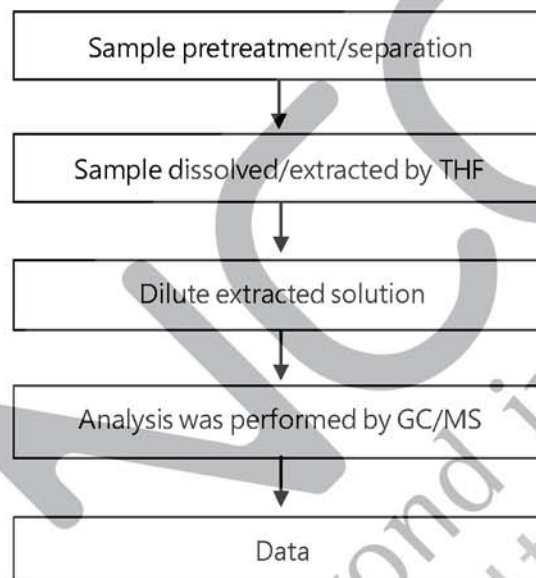 Sample pretreatment/separation
Sample dissolved/extracted by THF
Dilute extracted solution
Analysis was performed by GC/MS
Data